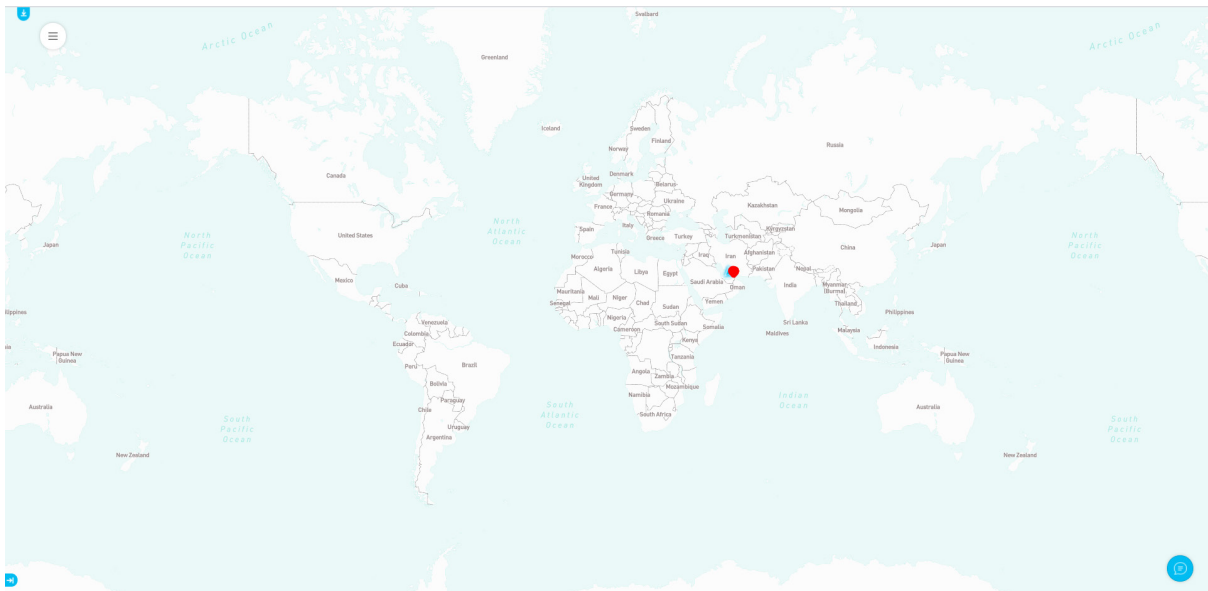 Svalbard
Arctic Ocean
Arctic Ocean
Greenland
Iceland
Sweden
Finland
Norway
Russia
Canada
Denmark
United
Kingdom
Belarus
Germany
Ukraine
France
Romania
Kazakhstan
Mongolia
Italy
Spain
Greece
Turkey
Turkmenistan
Kyrgyzstan
North
Pacific
Ocean
United States
North
Atlantic
Ocean
North
Pacific
Ocean
Japan
China
Japan
Morocco
Tunisia
Iraq
Iran
Afghanistan
Algeria
Libya
Egypt
Pakistan
Nepal
Mexico
Cuba
Saudi Arabia
Oman
India
Myanmar
(Burma)
Mauritania
Mali
Niger
Chad
Sudan
Yemen
Thailand
Senegal
Nigeria
South Sudan
Somalia
Philippines
ilippines
Venezuela
Colombia
Cameroon
Sri Lanka
Maldives
Malaysia
Ecuador
Kenya
Indonesia
Papua New
Guinea
Papua New
Guinea
Peru
Brazil
Tanzania
Angola
Zambia
Bolivia
Mozambique
Namibia
Indian
Ocean
Australia
Paraguay
Chile
South
Atlantic
Ocean
South Africa
Australia
South
Pacific
Ocean
South
Pacific
Ocean
Uruguay
Argentina
New Zealand
New Zealand